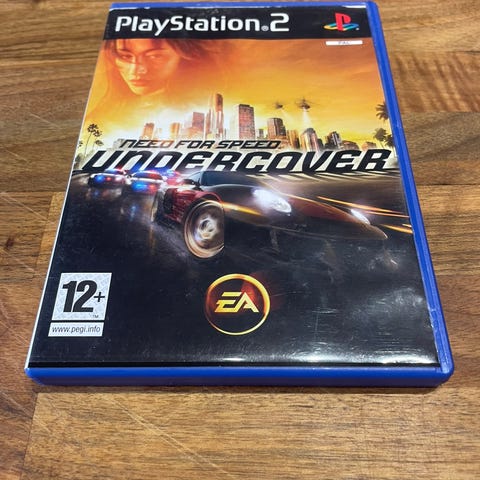 PlayStation®2
PAL
NEED FOR SPEED
UNDERCOVER
12+
www.pegi.info
EA